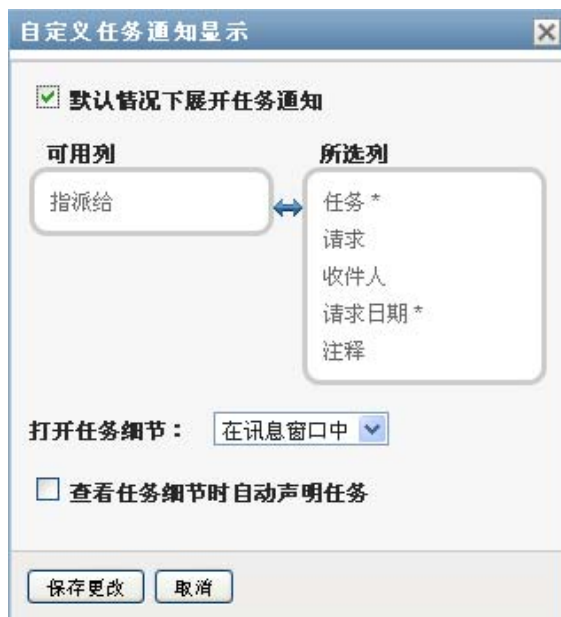 自定义任务通知显示
默认情况下展开任务通知
可用列 所选列
指派给
任务 *
请求
收件人
请求日期 *
注释
打开任务细节： 在讯息窗口中
查看任务细节时自动声明任务
保存更改 取消